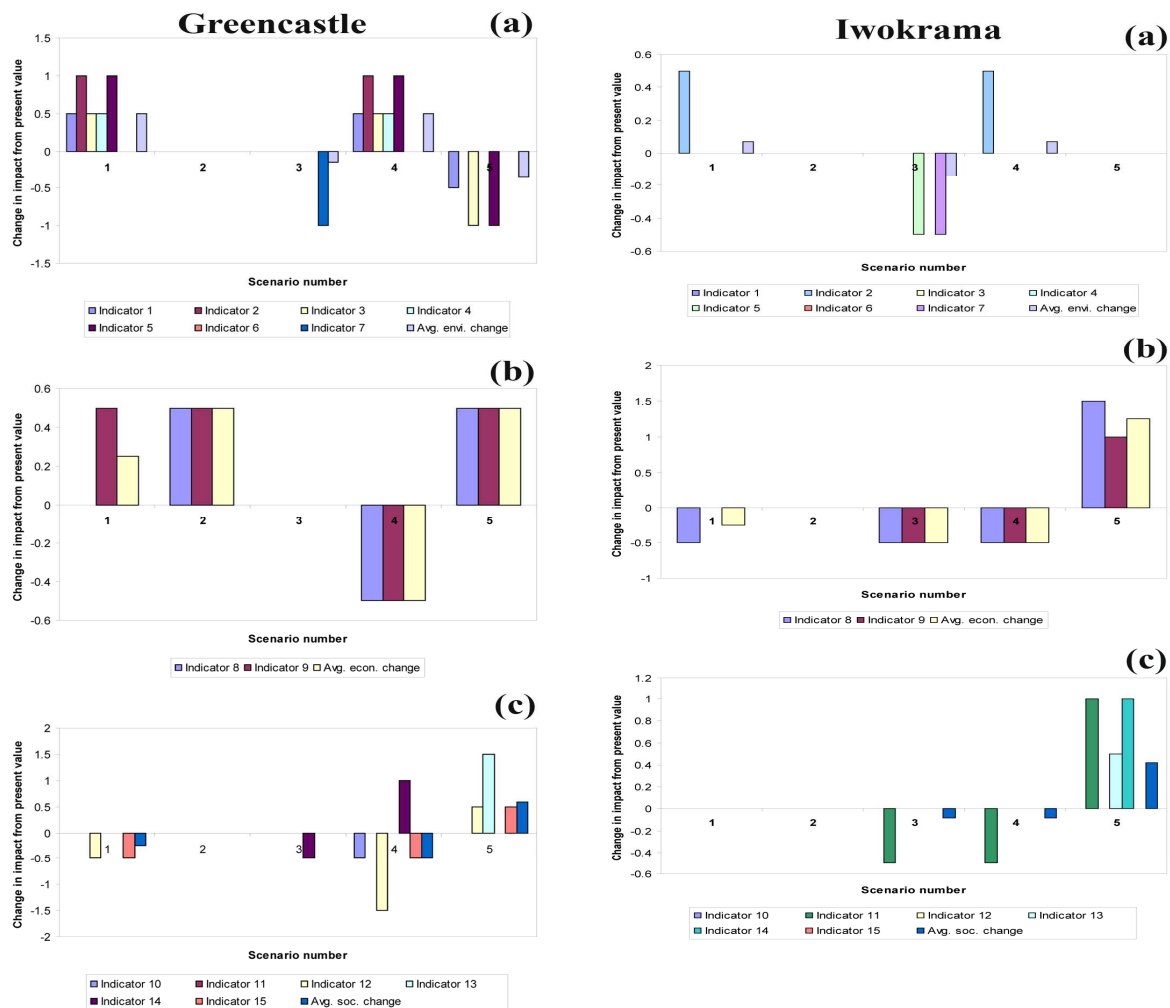 Greencastle
(a)
Change in impact from present value
1.5
1
0.5
0
-0.5
-1
-1.5
1 2 3 4 5
Scenario number
Indicator 1 Indicator 2 Indicator 3 Indicator 4
Indicator 5 Indicator 6 Indicator 7 Avg. envi. change
(b)
Change in impact from present value
0.6
0.4
0.2
0
-0.2
-0.4
-0.6
1 2 3 4 5
Scenario number
Indicator 8 Indicator 9 Avg. econ. change
(c)
Change in impact from present value
2
1.5
1
0.5
0
-0.5
-1
-1.5
-2
1 2 3 4 5
Scenario number
Indicator 10 Indicator 11 Indicator 12 Indicator 13
Indicator 14 Indicator 15 Avg. soc. change
Iwokrama
(a)
Change in impact from present value
0.6
0.4
0.2
0
-0.2
-0.4
-0.6
1 2 3 4 5
Scenario number
Indicator 1 Indicator 2 Indicator 3 Indicator 4
Indicator 5 Indicator 6 Indicator 7 Avg. envi. change
(b)
Change in impact from present value
2
1.5
1
0.5
0
-0.5
-1
1 2 3 4 5
Scenario number
Indicator 8 Indicator 9 Avg. econ. change
(c)
Change in impact from present value
1.2
1
0.8
0.6
0.4
0.2
0
-0.2
-0.4
-0.6
1 2 3 4 5
Scenario number
Indicator 10 Indicator 11 Indicator 12 Indicator 13
Indicator 14 Indicator 15 Avg. soc. change